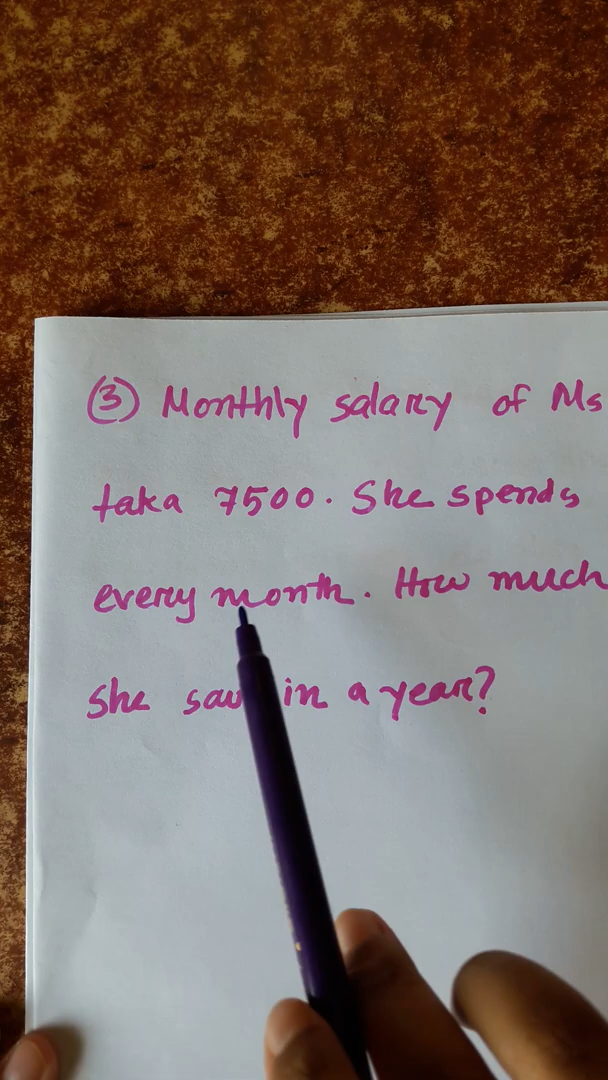 ③ Monthly salary of Ms
taka 7500. She spends
every month. How much
she in a year?